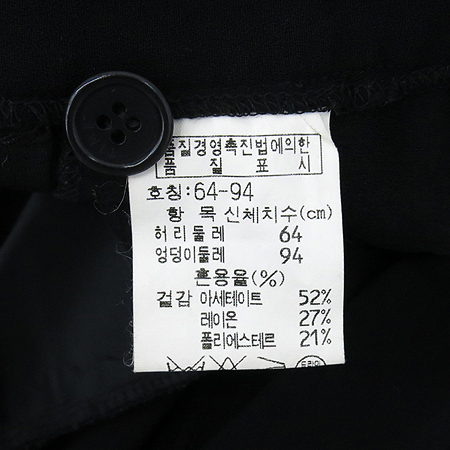 품질경영촉진법에의한
품 질 표 시
호칭:64-94
항 목 신체치수(cm)
허리둘레 64
엉덩이둘레 94
혼용율(%)
겉감 아세테이트 52%
레이온 27%
폴리에스테르 21%
드라이